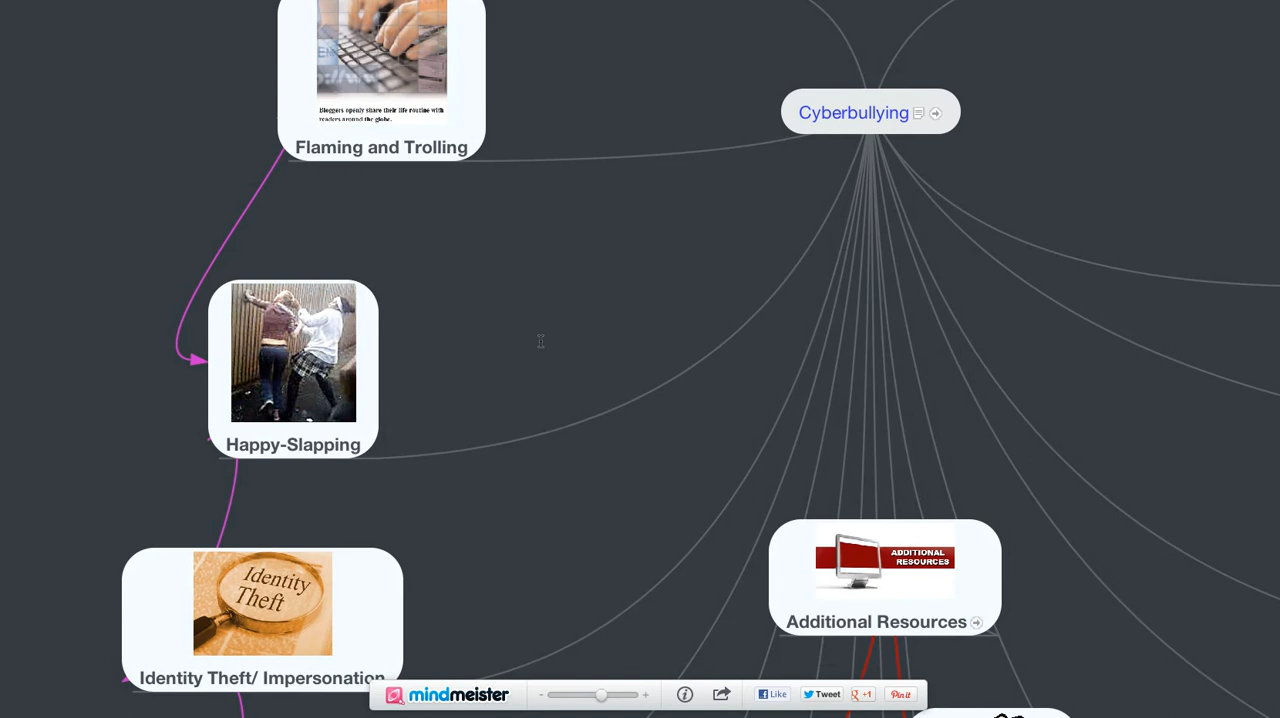 Bloggers openly share their life routine with
readers around the globe.
Flaming and Trolling
Cyberbullying
Happy-Slapping
Identity
Theft
Identity Theft/ Impersonation
ADDITIONAL
RESOURCES
Additional Resources
mindmeister
- +
Like
Tweet
g +1
Pin it